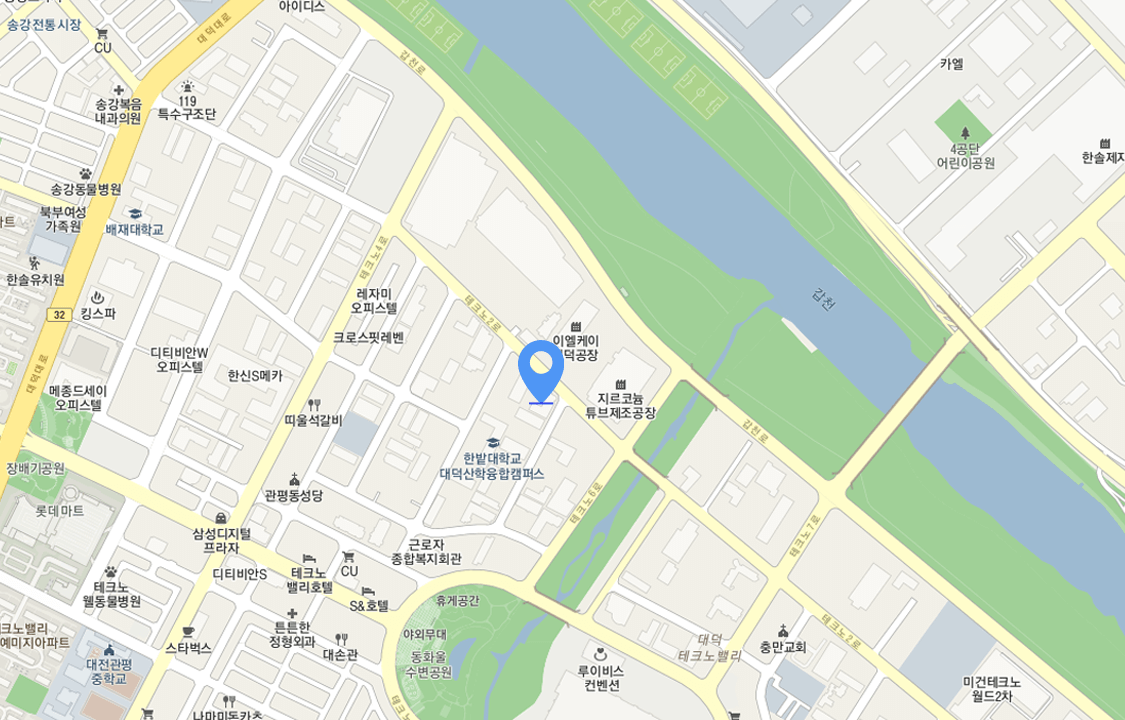 아이디스
송강전통시장
CU
대덕대로
갑천로
카엘
송강복음
내과의원
119
특수구조단
4공단
어린이공원
한솔제지
송강동물병원
북부여성
가족원
배재대학교
한솔유치원
킹스파
32
테크노4로
레자미
오피스텔
크로스핏레벤
테크노2로
갑천
이엘케이
덕공장
디티비안W
오피스텔
한신S메카
대덕대로
메종드세이
오피스텔
띠울석갈비
지르코늄
튜브제조공장
갑천로
한밭대학교
대덕산학융합캠퍼스
장배기공원
관평동성당
롯데마트
삼성디지털
프라자
테크노6로
테크노7로
근로자
종합복지회관
디티비안S
테크노
밸리호텔
CU
S&호텔
테크노
웰동물병원
휴게공간
튼튼한
정형외과
야외무대
대손관
동화울
수변공원
스타벅스
크노밸리
예미지아파트
대전관평
중학교
대덕
테크노밸리
충만교회
테크노2로
루이비스
컨벤션
미건테크노
월드2차
나마미돈카츠